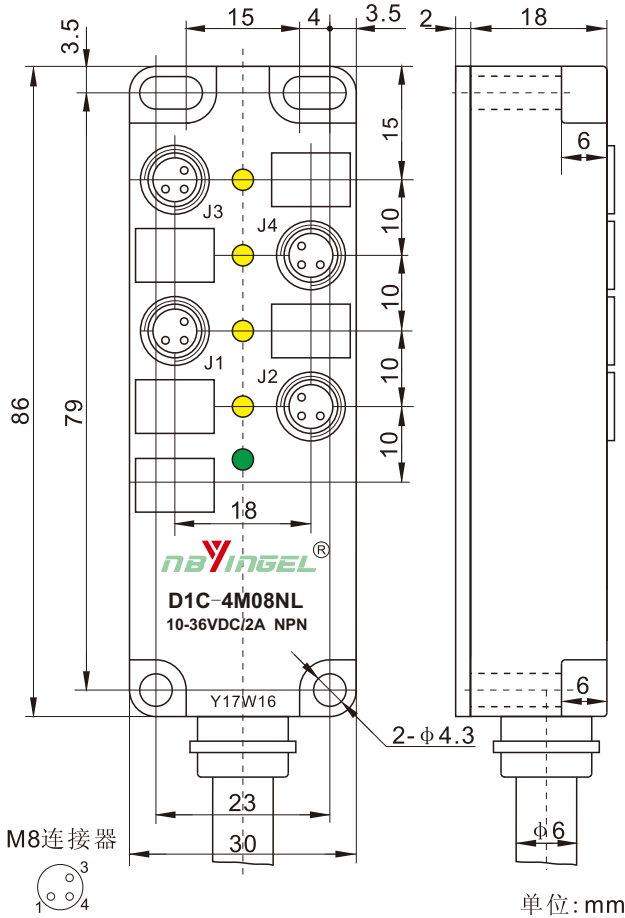 15 4 3.5 2 18
3.5
15
6
J3
J4
10
10
J1
J2
10
86
79
10
18
NBYINGEL®
D1C-4M08NL
10-36VDC/2A NPN
6
Y17W16
2-φ4.3
23
φ6
M8连接器
30
3
1
4
单位:mm